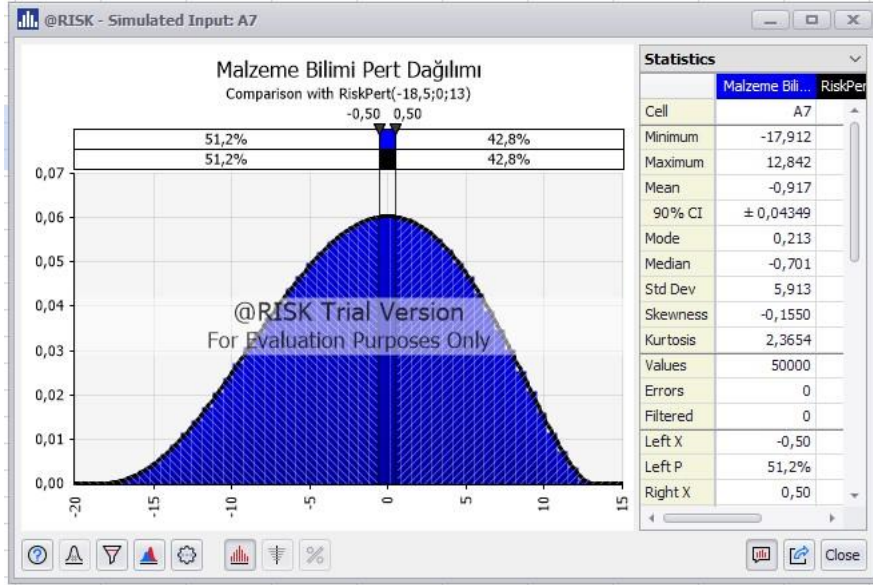 @RISK - Simulated Input: A7
Malzeme Bilimi Pert Dağılımı
Comparison with RiskPert(-18,5;0;13)
-0,50 0,50
51,2% 42,8%
51,2% 42,8%
0,07
0,06
0,05
0,04
0,03
0,02
0,01
0,00
-20 -15 -10 -5 0 5 10 15
@RISK Trial Version
For Evaluation Purposes Only
Statistics
Malzeme Bili... RiskPer
Cell A7
Minimum -17,912
Maximum 12,842
Mean -0,917
90% CI ± 0,04349
Mode 0,213
Median -0,701
Std Dev 5,913
Skewness -0,1550
Kurtosis 2,3654
Values 50000
Errors 0
Filtered 0
Left X -0,50
Left P 51,2%
Right X 0,50
Close